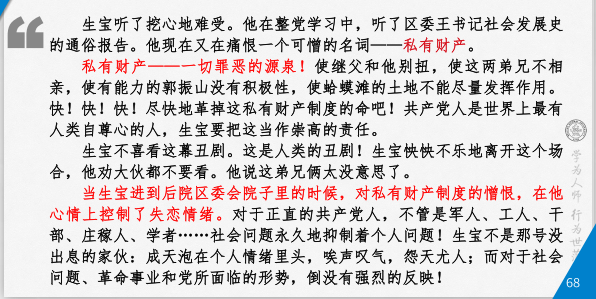 生宝听了挖心地难受。他在整党学习中，听了区委王书记社会发展史
的通俗报告。他现在又在痛恨一个可憎的名词——私有财产。
私有财产——一切罪恶的源泉！使继父和他别扭，使这两弟兄不相
亲，使有能力的郭振山没有积极性，使蛤蟆滩的土地不能尽量发挥作用。
快！快！快！尽快地革掉这私有财产制度的命吧！共产党人是世界上最有
人类自尊心的人，生宝要把这当作崇高的责任。
生宝不喜看这幕丑剧。这是人类的丑剧！生宝怏怏不乐地离开这个场
合，他劝大伙都不要看。他说这弟兄俩太没意思了。
当生宝进到后院区委会院子里的时候，对私有财产制度的憎恨，在他
心情上控制了失恋情绪。对于正直的共产党人，不管是军人、工人、干
部、庄稼人、学者……社会问题永久地抑制着个人问题！生宝不是那号没
出息的家伙：成天泡在个人情绪里头，唉声叹气，怨天尤人；而对于社会
问题、革命事业和党所面临的形势，倒没有强烈的反映！
学为人师 行为世范
68